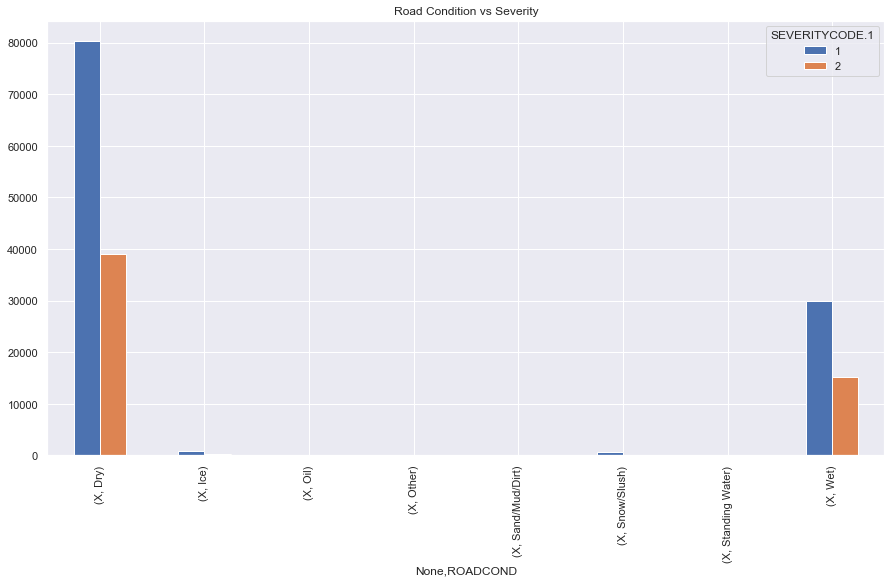 Road Condition vs Severity
SEVERITYCODE.1
1
2
80000
70000
60000
50000
40000
30000
20000
10000
0
(X, Dry)
(X, Ice)
(X, Oil)
(X, Other)
(X, Sand/Mud/Dirt)
(X, Snow/Slush)
(X, Standing Water)
(X, Wet)
None,ROADCOND